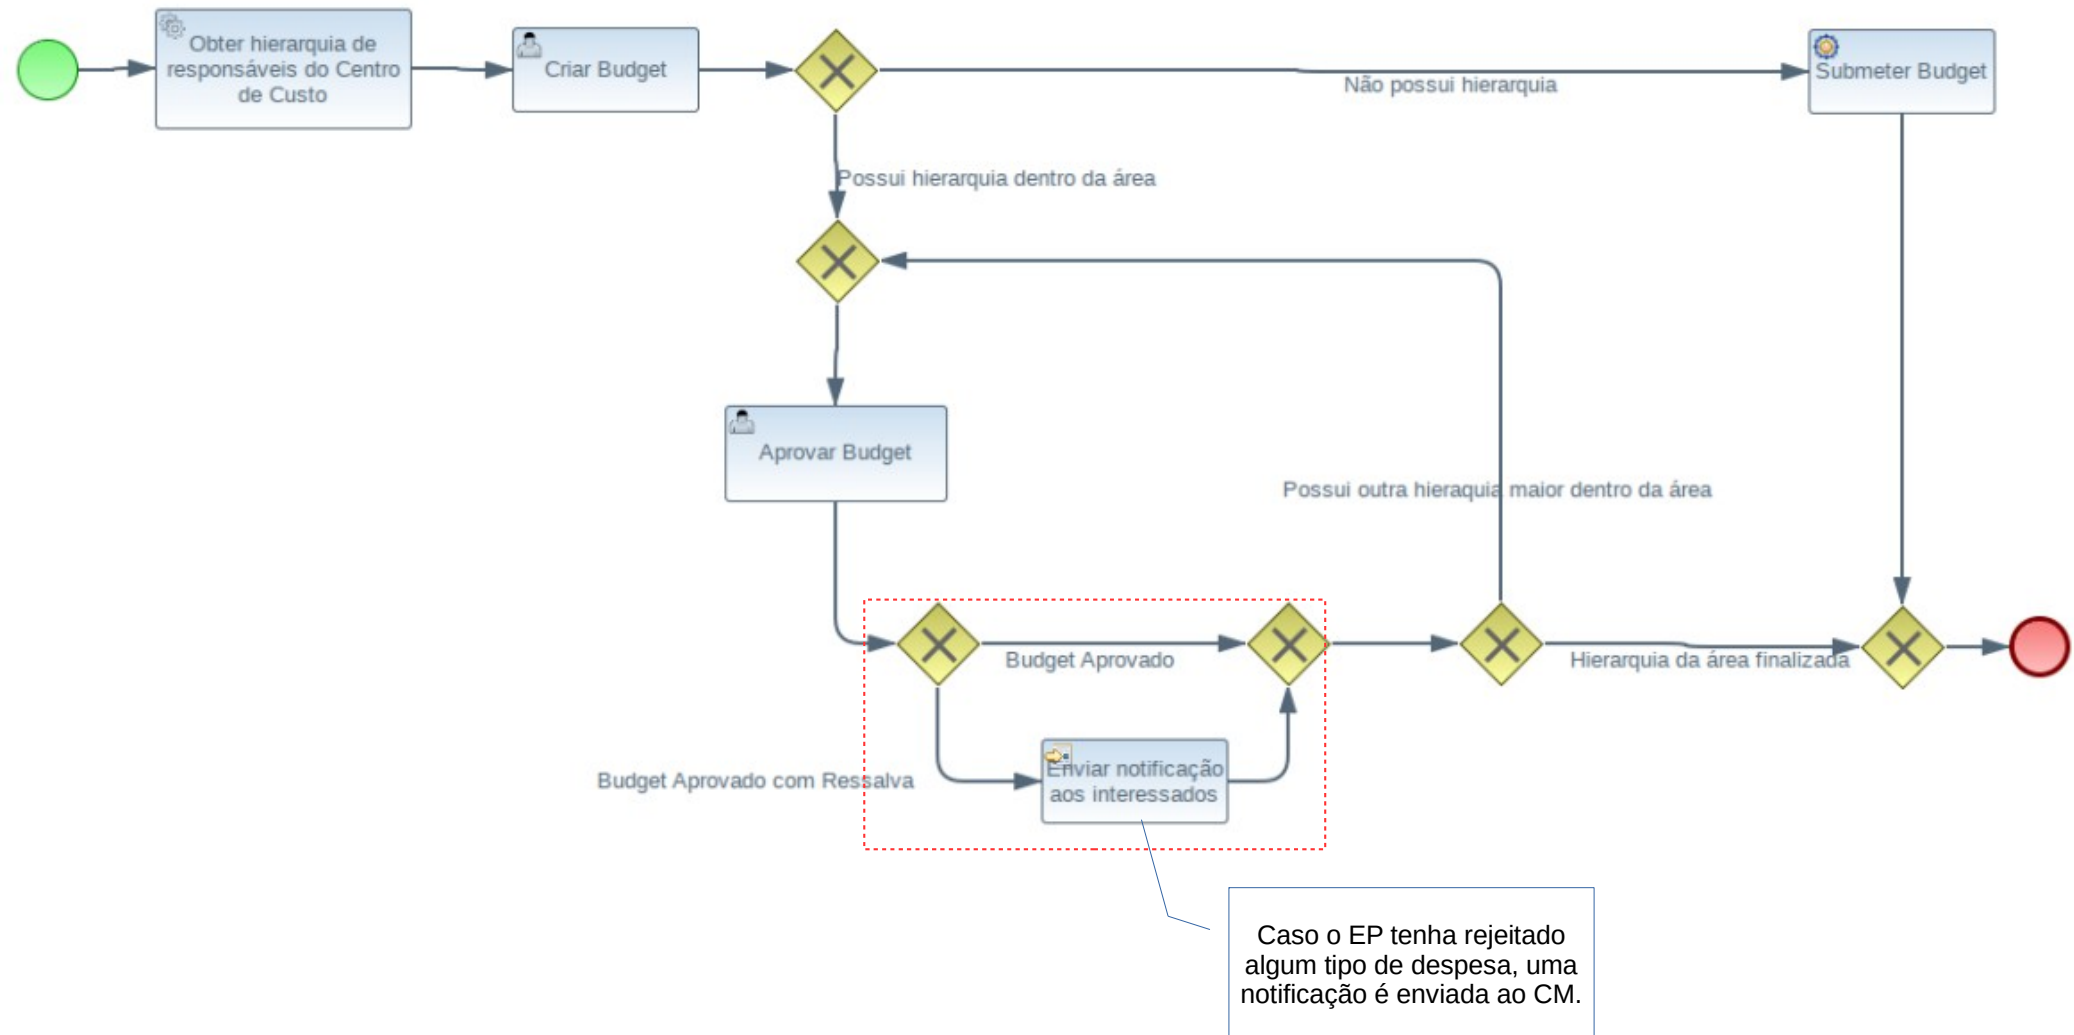 Obter hierarquia de
responsáveis do Centro
de Custo
Criar Budget
Não possui hierarquia
Submeter Budget
Possui hierarquia dentro da área
Aprovar Budget
Possui outra hieraquia maior dentro da área
Budget Aprovado
Hierarquia da área finalizada
Budget Aprovado com Ressalva
Enviar notificação
aos interessados
Caso o EP tenha rejeitado
algum tipo de despesa, uma
notificação é enviada ao CM.